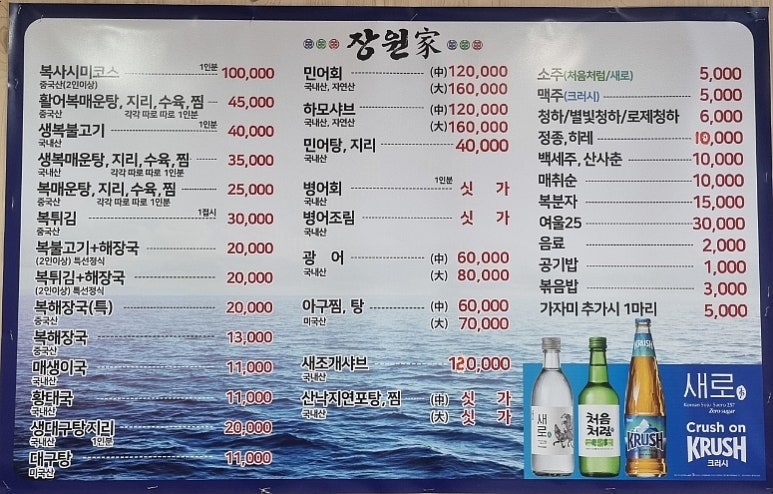 장원家
복사시미코스 1인분 100,000
중국산(2인이상)
활어복매운탕, 지리, 수육, 찜 45,000
중국산 각각 따로 따로 1인분
생복불고기 1인분 40,000
국내산
생복매운탕, 지리, 수육, 찜 35,000
국내산 각각 따로 따로 1인분
복매운탕, 지리, 수육, 찜 25,000
중국산 각각 따로 따로 1인분
복튀김 1접시 30,000
중국산
복불고기+해장국 20,000
(2인이상) 특선정식
복튀김+해장국 20,000
(2인이상) 특선정식
복해장국(특) 20,000
중국산
복해장국 13,000
중국산
매생이국 11,000
국내산
황태국 11,000
국내산
생대구탕지리 20,000
국내산 1인분
대구탕 11,000
미국산
민어회 (中) 120,000
국내산, 자연산 (大) 160,000
하모샤브 (中) 120,000
국내산, 자연산 (大) 160,000
민어탕, 지리 40,000
국내산
병어회 1인분 싯 가
국내산
병어조림 싯 가
국내산
광 어 (中) 60,000
국내산 (大) 80,000
아구찜, 탕 (中) 60,000
미국산 (大) 70,000
새조개샤브 120,000
국내산
산낙지연포탕, 찜 (中) 싯 가
국내산 (大) 싯 가
소주(처음처럼/새로) 5,000
맥주(크러시) 5,000
청하/별빛청하/로제청하 6,000
정종, 히레 10,000
백세주, 산사춘 10,000
매취순 10,000
복분자 15,000
여울25 30,000
음료 2,000
공기밥 1,000
볶음밥 3,000
가자미 추가시 1마리 5,000
새로
처음처럼
KRUSH
KRUSH
새로
Korean Soju Saero 257
Zero sugar
Crush on
KRUSH
크러시